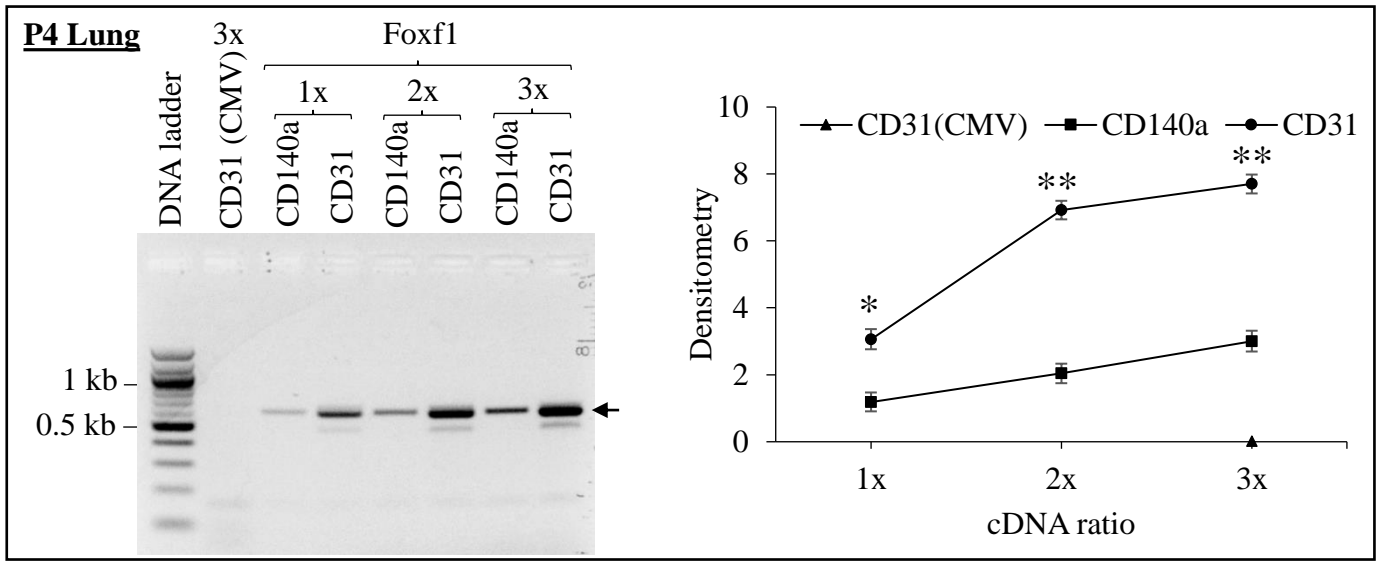 P4 Lung
3x
Foxf1
1x
2x
3x
DNA ladder
CD31 (CMV)
CD140a
CD31
CD140a
CD31
CD140a
CD31
1 kb
0.5 kb
8
10
8
6
4
2
0
Densitometry
CD31(CMV) CD140a CD31
*
**
**
1x 2x 3x
cDNA ratio